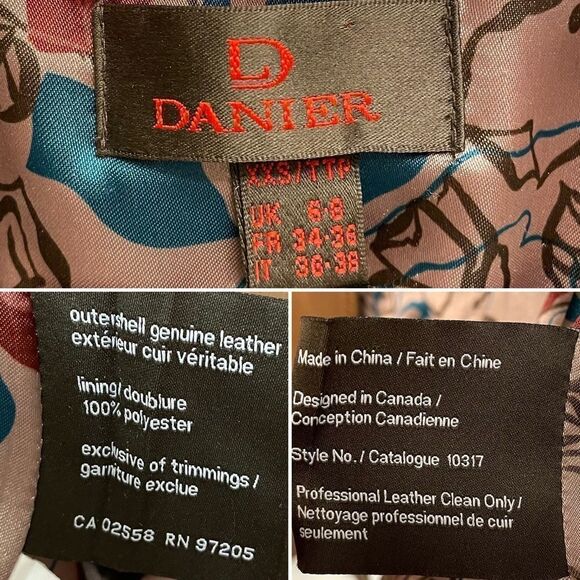 D
DANIER
XXS/TTP
UK 6-8
FR 34-36
IT 36-38
outershell genuine leather
extérieur cuir véritable
lining/doublure
100% polyester
exclusive of trimmings /
garniture exclue
CA 02558 RN 97205
Made in China / Fait en Chine
Designed in Canada /
Conception Canadienne
Style No. / Catalogue 10317
Professional Leather Clean Only /
Nettoyage professionnel de cuir
seulement